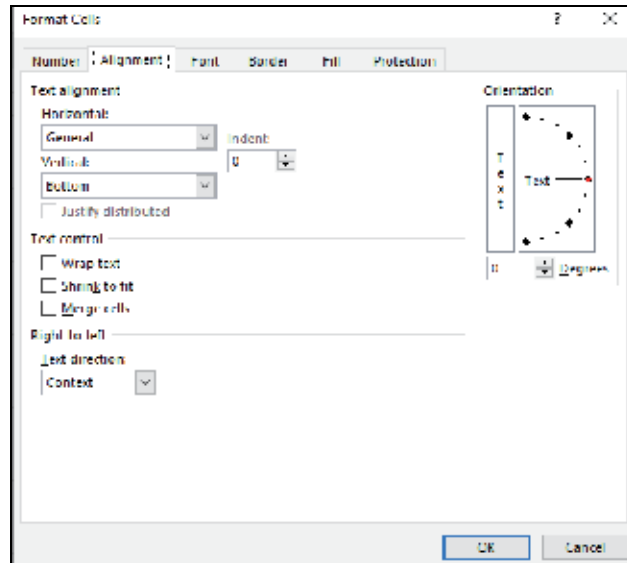 Format Cells ? X
Number Alignment Font Border Fill Protection
Text alignment
Horizontal:
General
Indent:
Vertical:
0
Bottom
Justify distributed
Text control
Wrap text
Shrink to fit
Merge cells
Right-to-left
Text direction:
Context
Orientation
Text
Text
0 Degrees
OK Cancel